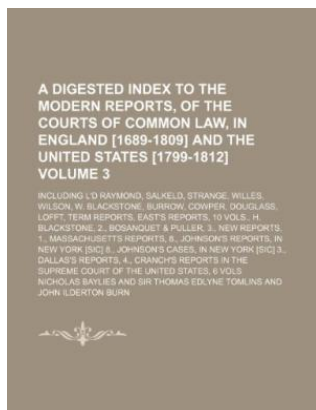 A DIGESTED INDEX TO THE
MODERN REPORTS, OF THE
COURTS OF COMMON LAW, IN
ENGLAND [1689-1809] AND THE
UNITED STATES [1799-1812]
VOLUME 3
INCLUDING L'D RAYMOND, SALKELD, STRANGE, WILLES,
WILSON, W. BLACKSTONE, BURROW, COWPER, DOUGLASS,
LOFFT, TERM REPORTS, EAST'S REPORTS, 10 VOLS., H.
BLACKSTONE, 2., BOSANQUET & PULLER, 3., NEW REPORTS,
1., MASSACHUSETTS REPORTS, 8., JOHNSON'S REPORTS, IN
NEW YORK [SIC] 8., JOHNSON'S CASES, IN NEW YORK [SIC] 3.,
DALLAS'S REPORTS, 4., CRANCH'S REPORTS IN THE
SUPREME COURT OF THE UNITED STATES, 6 VOLS
NICHOLAS BAYLIES AND SIR THOMAS EDLYNE TOMLINS AND
JOHN ILDERTON BURN